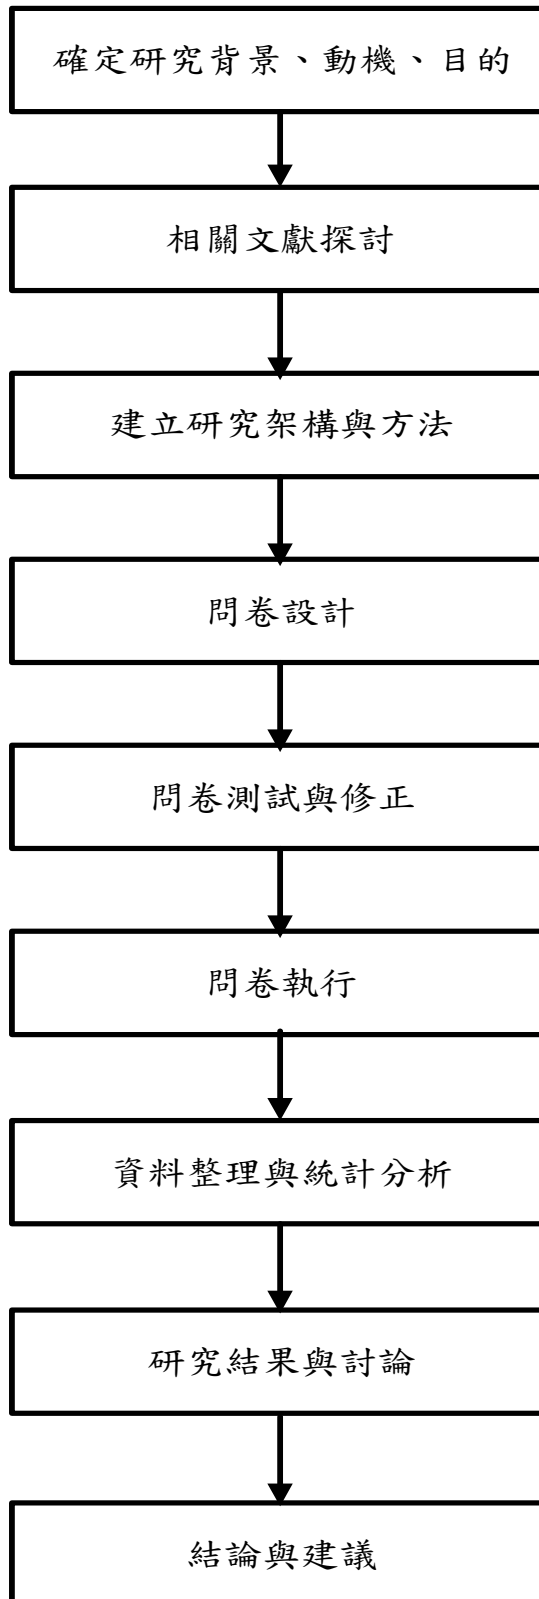 確定研究背景、動機、目的
相關文獻探討
建立研究架構與方法
問卷設計
問卷測試與修正
問卷執行
資料整理與統計分析
研究結果與討論
結論與建議